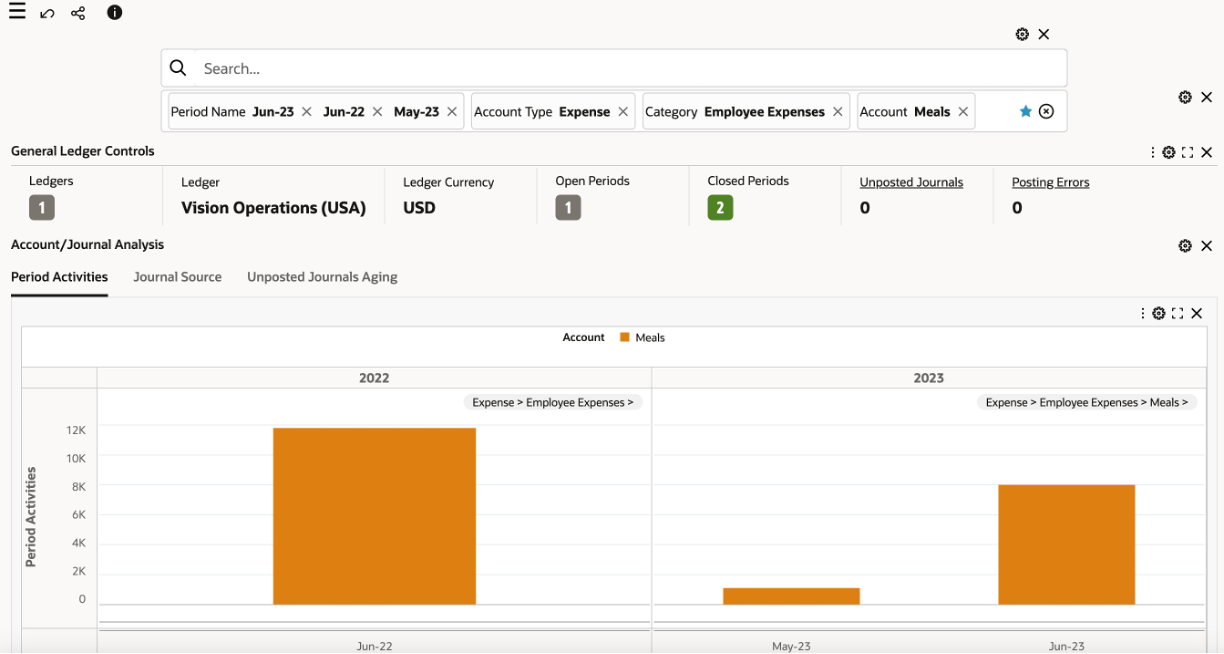 Search...
Period Name Jun-23 Jun-22 May-23 Account Type Expense Category Employee Expenses Account Meals
General Ledger Controls
Ledgers Ledger Ledger Currency Open Periods Closed Periods Unposted Journals Posting Errors
1 Vision Operations (USA) USD 1 2 0 0
Account/Journal Analysis
Period Activities Journal Source Unposted Journals Aging
Account Meals
2022 2023
Expense > Employee Expenses > Expense > Employee Expenses > Meals >
Period Activities
12K
10K
8K
6K
4K
2K
0
Jun-22 May-23 Jun-23